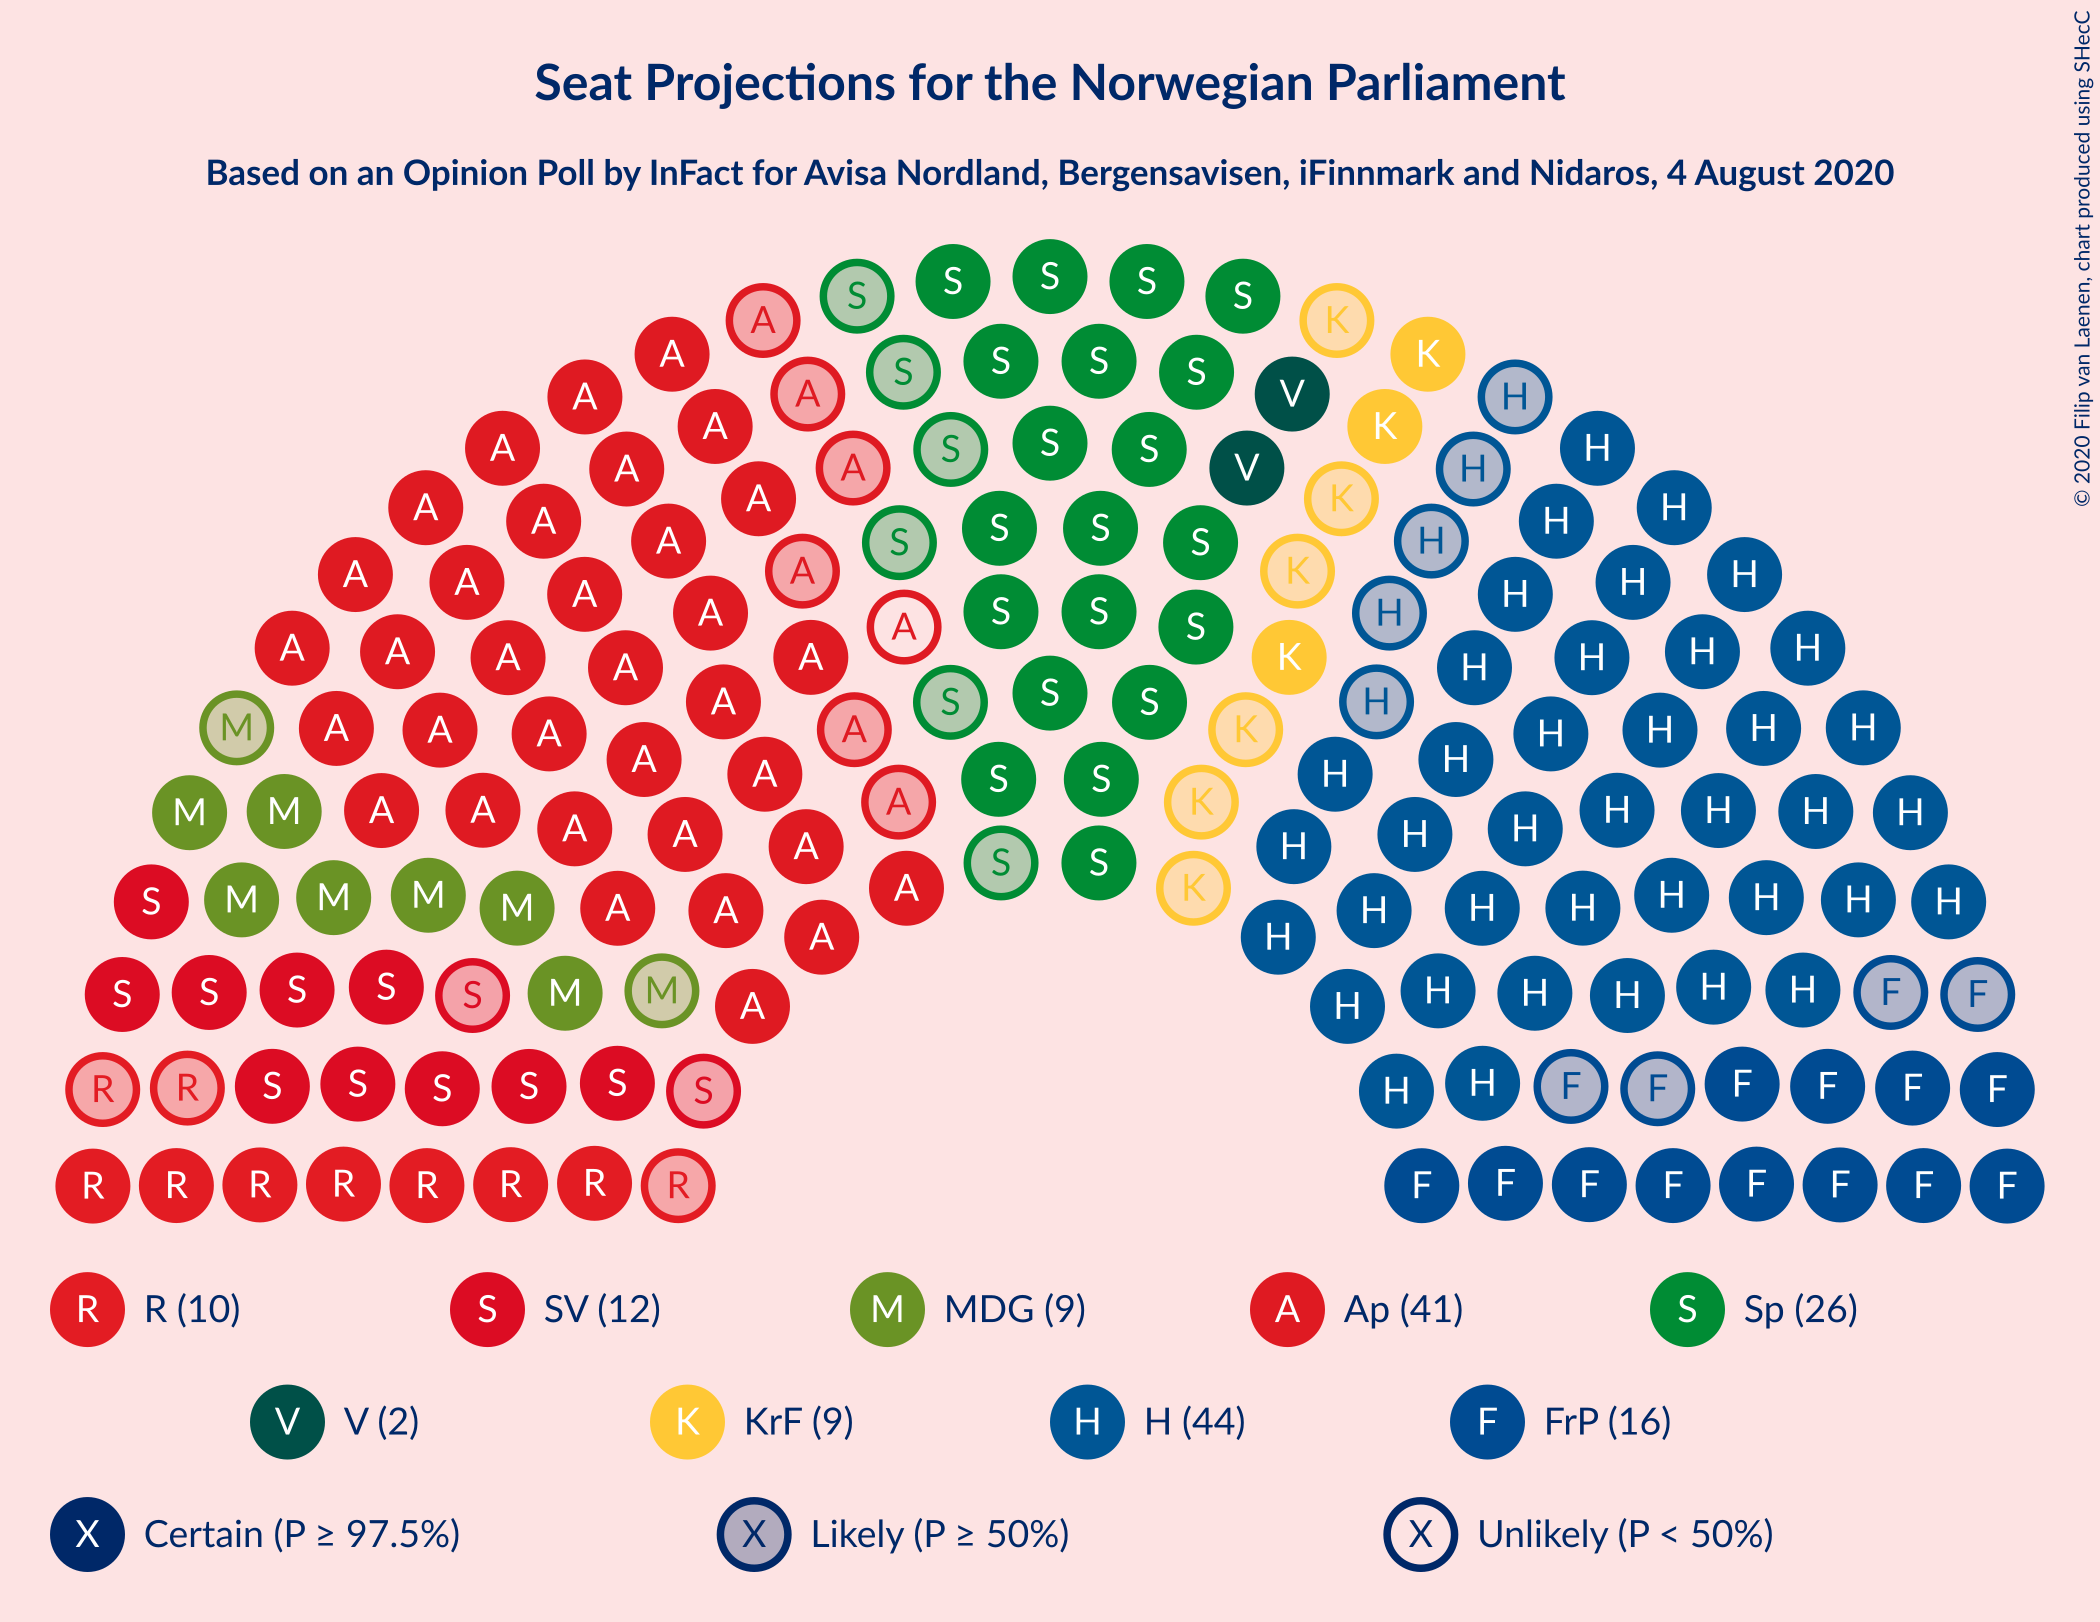 © 2020 Filip van Laenen, chart produced using SHecC
Seat Projections for the Norwegian Parliament
Based on an Opinion Poll by InFact for Avisa Nordland, Bergensavisen, iFinnmark and Nidaros, 4 August 2020
S S S S S
A K
A S S S S K
A A V H
A A S S S K H
A A V H
A A A S S K H H
A S S H
A A A A K H H H
A A S S S H
A A A A A K H H H H
A S S S H
M A A A A K H H H H
A A S S H H
M M A A A A A K H H H H H H
A S S H
S M M M M A A A K H H H H H H H
A H
S S S S S M M A H H H H H H F F
R R S S S S S S H H F F F F F F
R R R R R R R R F F F F F F F F
R R (10) S SV (12) M MDG (9) A Ap (41) S Sp (26)
V V (2) K KrF (9) H H (44) F FrP (16)
X Certain (P ≥ 97.5%) X Likely (P ≥ 50%) X Unlikely (P < 50%)